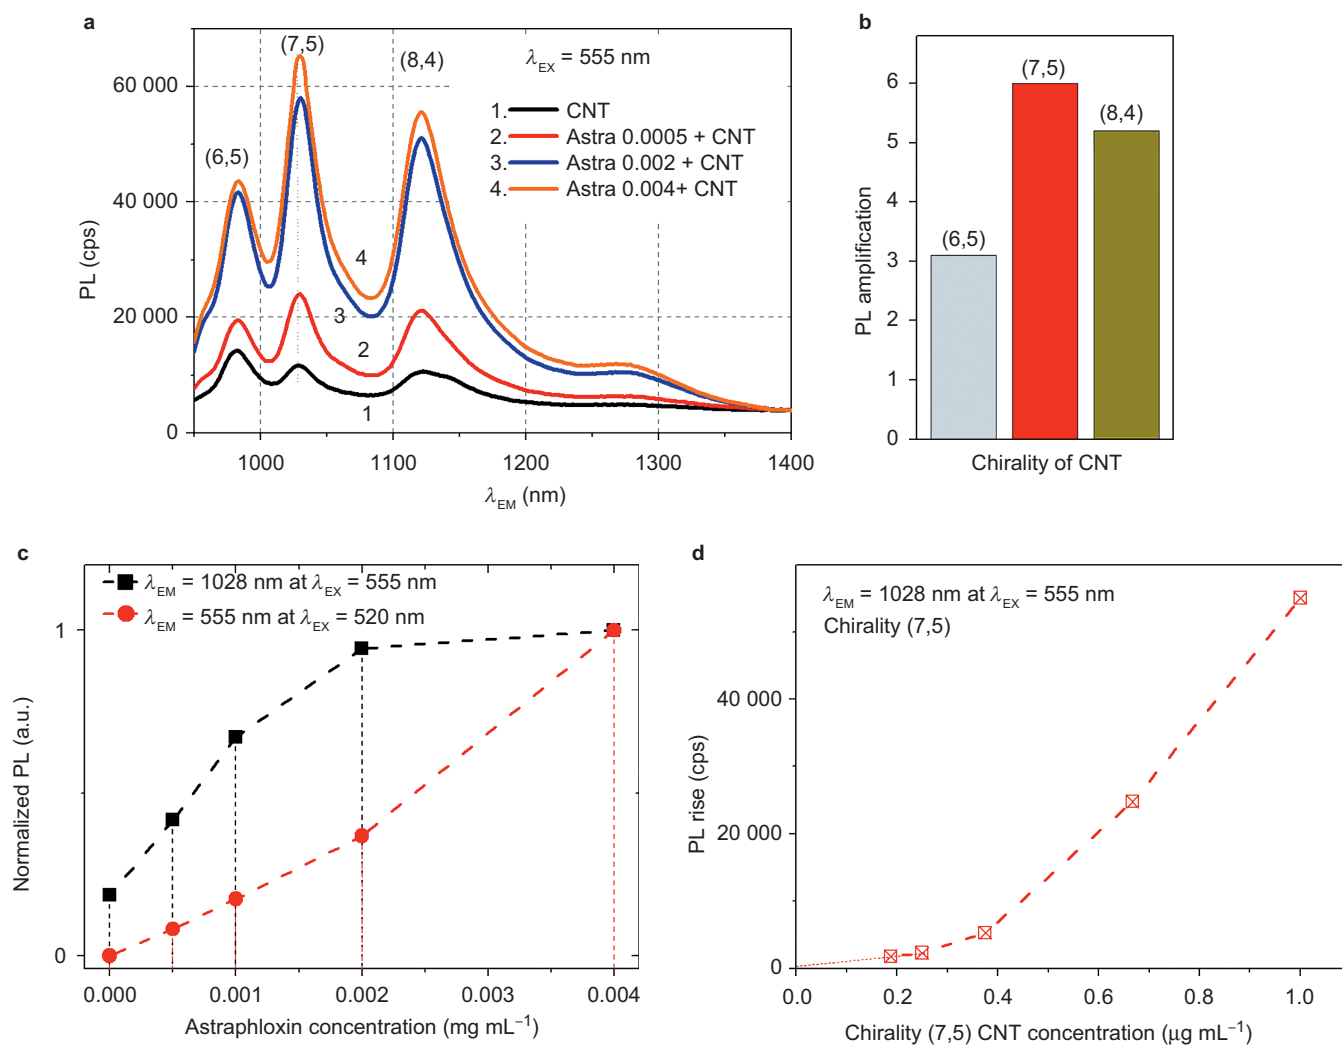 a
(7,5)
(8,4)
(6,5)
λEX = 555 nm
1. CNT
2. Astra 0.0005 + CNT
3. Astra 0.002 + CNT
4. Astra 0.004+ CNT
60 000
40 000
20 000
0
PL (cps)
4
3
2
1
1000 1100 1200 1300 1400
λEM (nm)
b
(7,5)
(8,4)
(6,5)
6
5
4
3
2
1
0
PL amplification
Chirality of CNT
c
λEM = 1028 nm at λEX = 555 nm
λEM = 555 nm at λEX = 520 nm
1
0
Normalized PL (a.u.)
0.000 0.001 0.002 0.003 0.004
Astraphloxin concentration (mg mL⁻¹)
d
λEM = 1028 nm at λEX = 555 nm
Chirality (7,5)
40 000
20 000
0
PL rise (cps)
0.0 0.2 0.4 0.6 0.8 1.0
Chirality (7,5) CNT concentration (μg mL⁻¹)